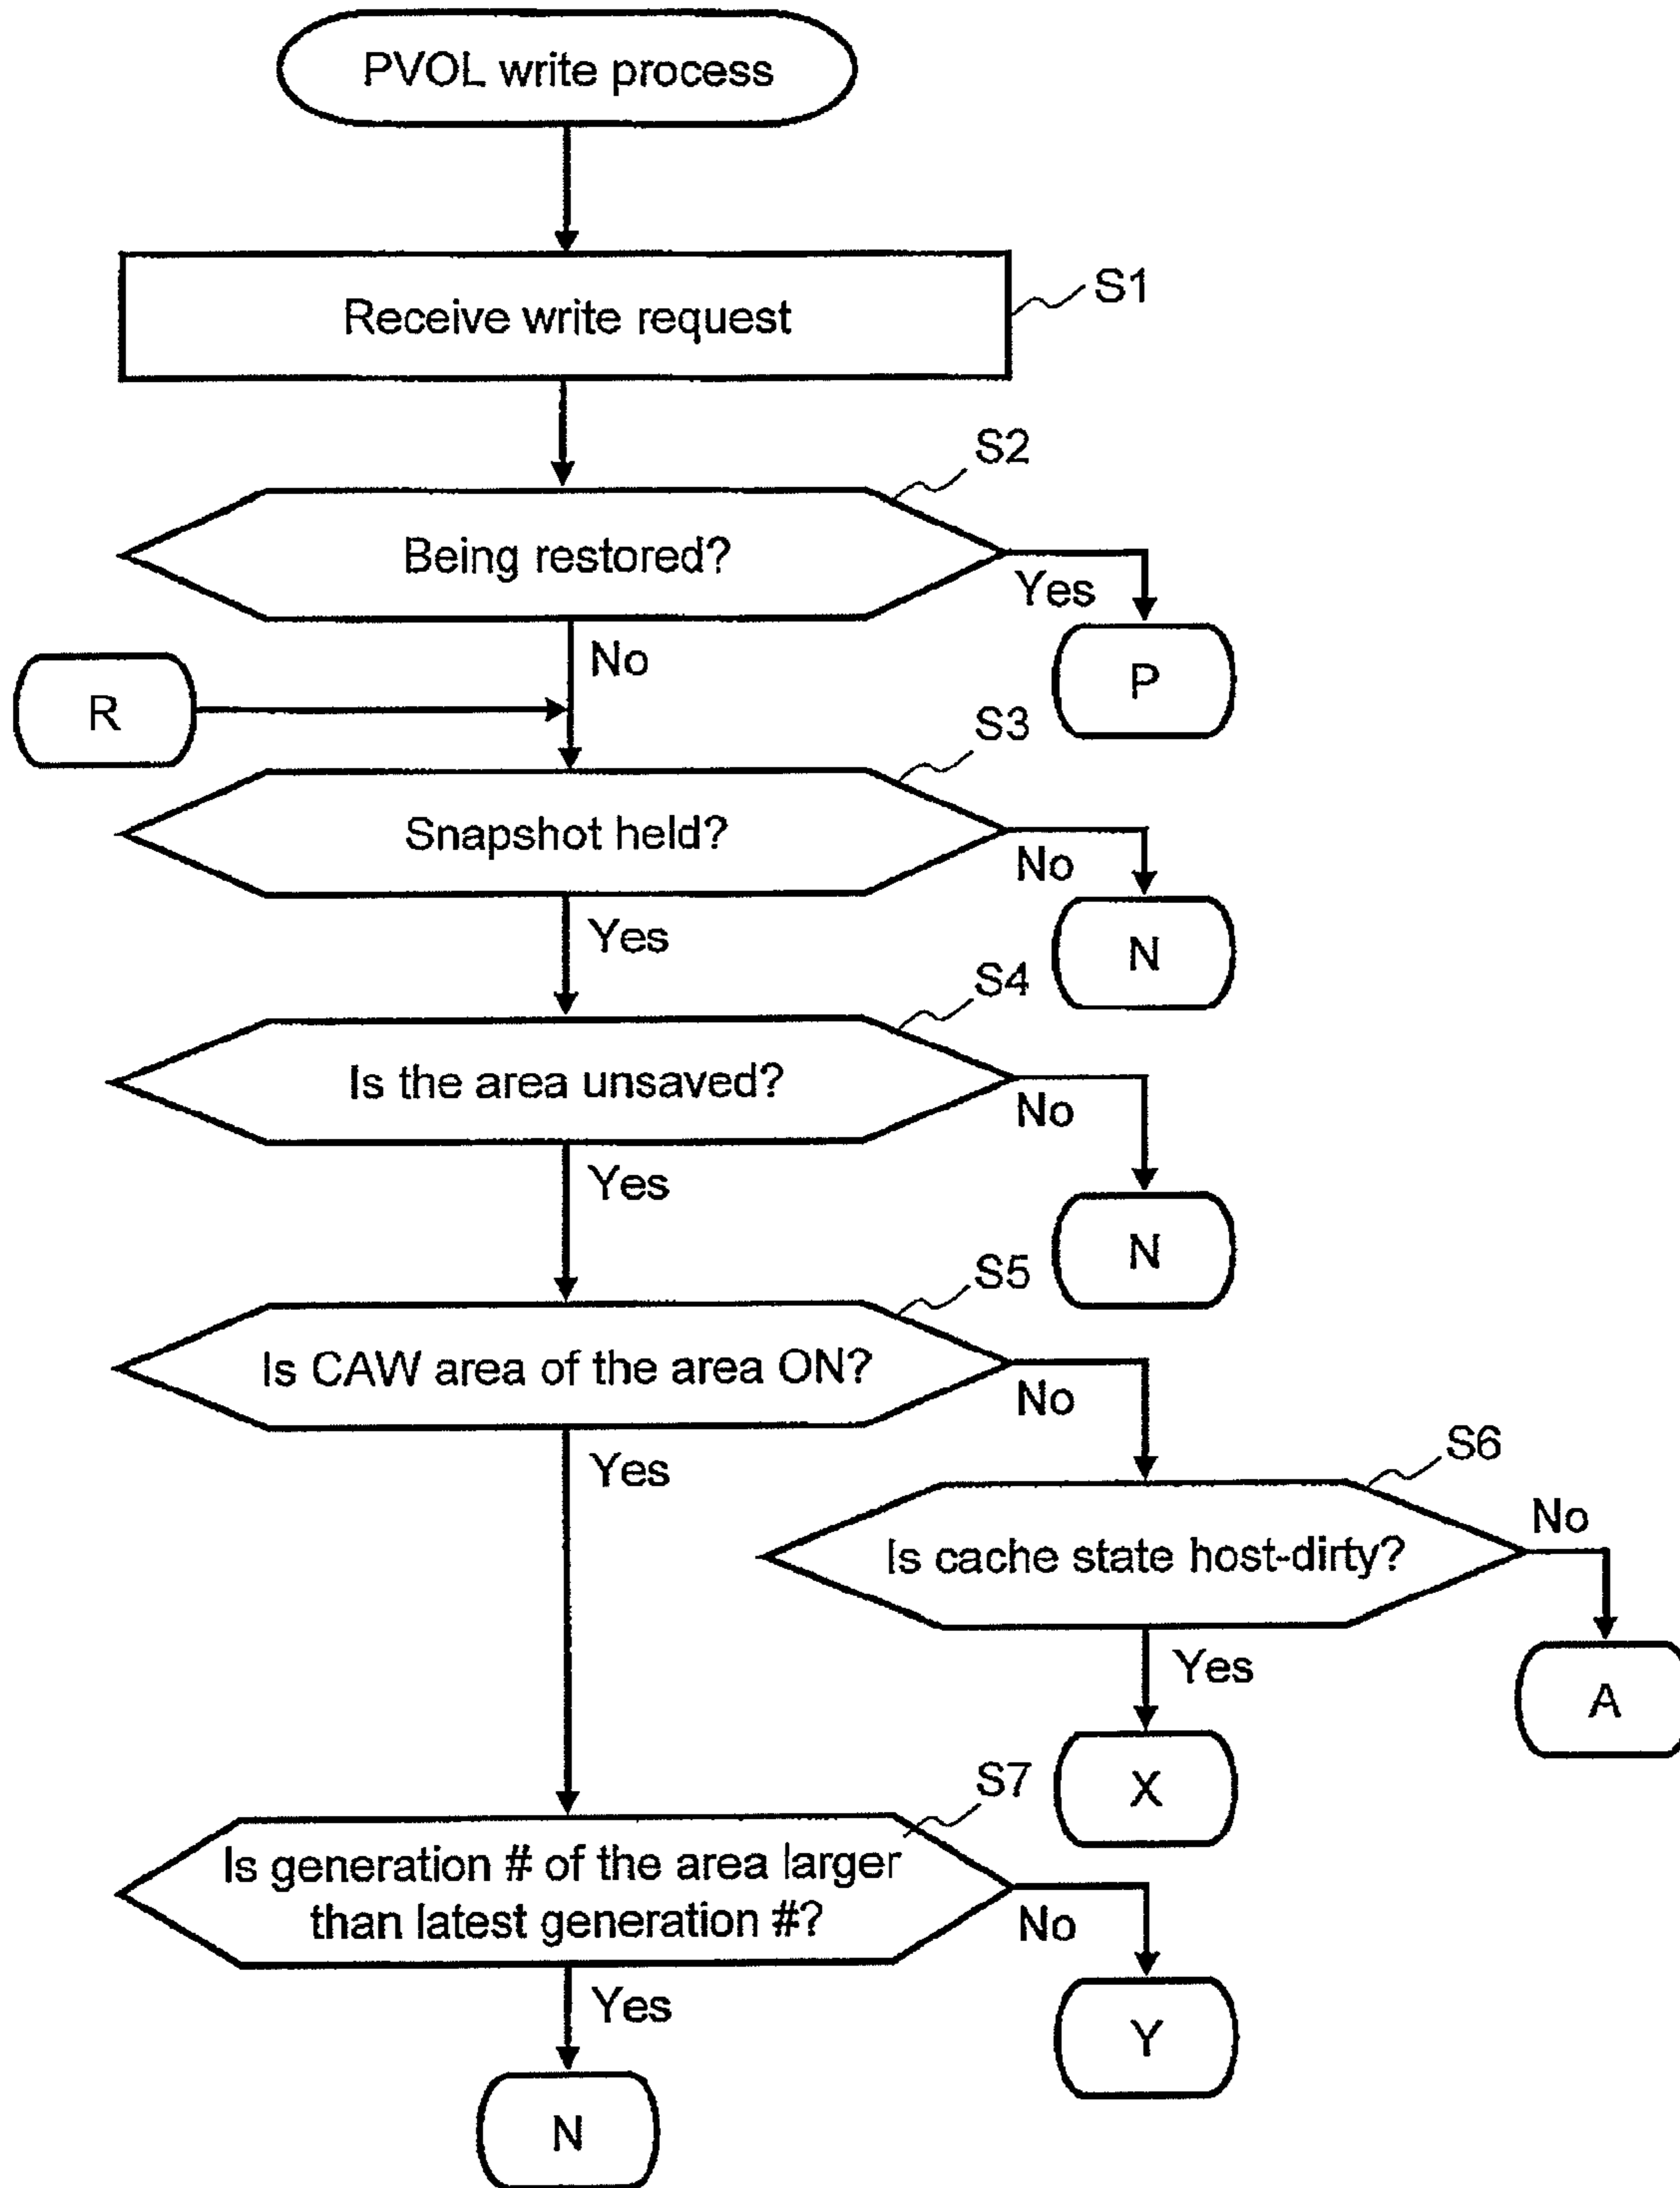 PVOL write process
Receive write request
S1
S2
Being restored?
Yes
No
P
R
S3
Snapshot held?
No
Yes
N
S4
Is the area unsaved?
No
Yes
N
S5
Is CAW area of the area ON?
No
Yes
S6
Is cache state host-dirty?
No
Yes
A
X
S7
Is generation # of the area larger
than latest generation #?
No
Yes
Y
N